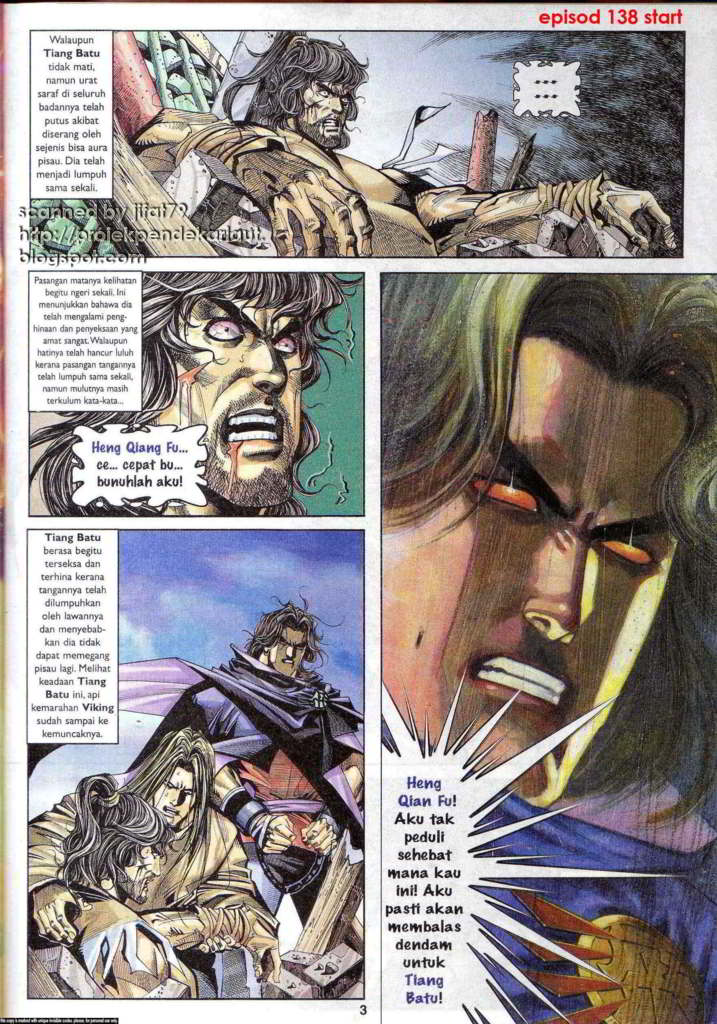 episod 138 start
Walaupun
Tiang Batu
tidak mati,
namun urat
saraf di seluruh
badannya telah
putus akibat
diserang oleh
sejenis bisa aura
pisau. Dia telah
menjadi lumpuh
sama sekali.
... ...
scanned by jifat79
http://projekpendekarlaut.
blogspot.com
Pasangan matanya kelihatan
begitu ngeri sekali. Ini
menunjukkan bahawa dia
telah mengalami peng-
hinaan dan penyeksaan yang
amat sangat. Walaupun
hatinya telah hancur luluh
kerana pasangan tangannya
telah lumpuh sama sekali,
namun mulutnya masih
terkulum kata-kata...
Heng Qiang Fu...
ce... cepat bu...
bunuhlah aku!
Tiang Batu
berasa begitu
terseksa dan
terhina kerana
tangannya telah
dilumpuhkan
oleh lawannya
dan menyebab-
kan dia tidak
dapat memegang
pisau lagi. Melihat
keadaan Tiang
Batu ini, api
kemarahan Viking
sudah sampai ke
kemuncaknya.
Heng
Qian Fu!
Aku tak
peduli
sehebat
mana kau
ini! Aku
pasti akan
membalas
dendam
untuk
Tiang
Batu!
3